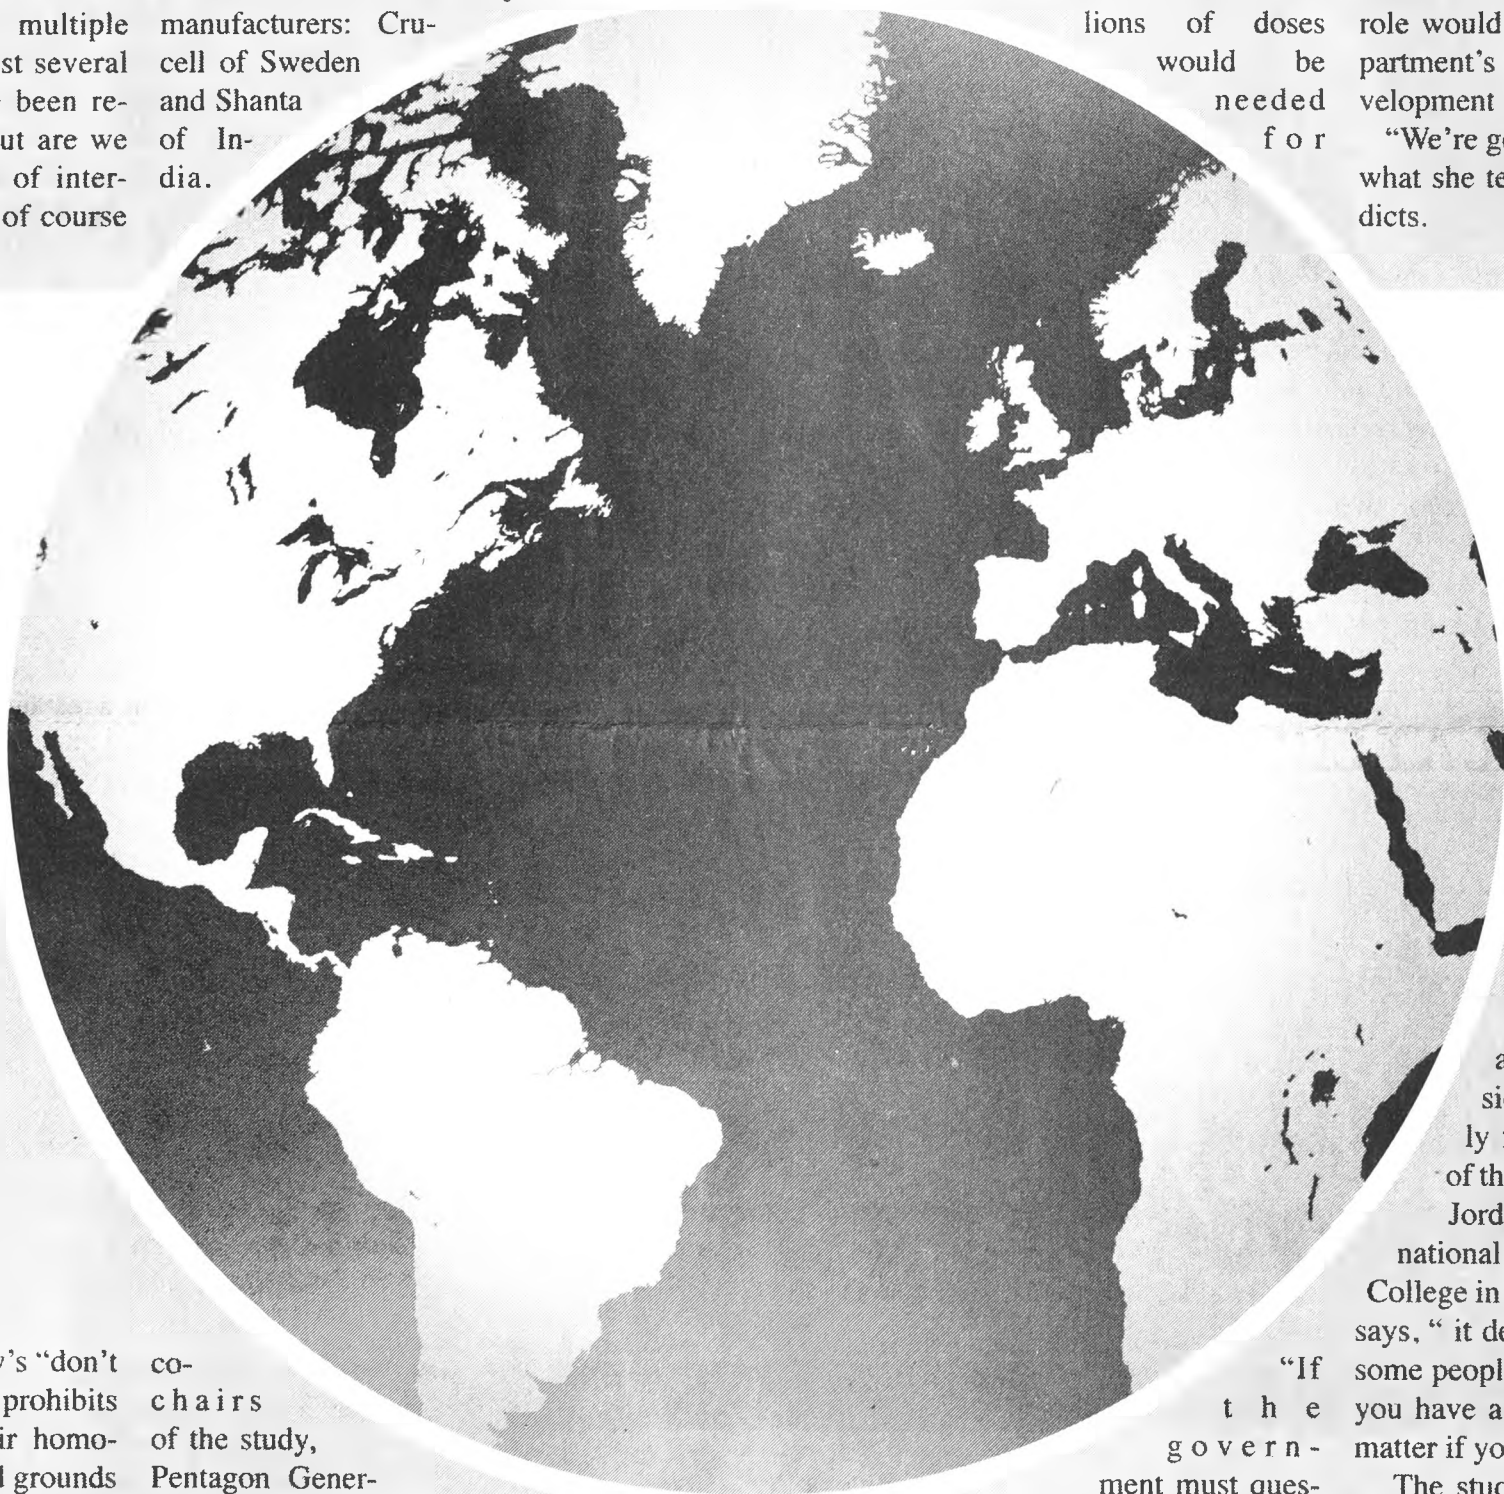 multiple
st several
been re-
ut are we
of inter-
of course
manufacturers: Cru-
cell of Sweden
and Shanta
of In-
dia.
lions of doses
would be
needed
for
role would
partment's
velopment
“We're go
what she te
dicts.
y's “don't
prohibits
ir homo-
d grounds
co-
chairs
of the study,
Pentagon Gener-
“If
the
govern-
ment must ques-
a
sio
ly
of th
Jord
national
College in
says, “ it de
some peopl
you have a
matter if yo
The stud